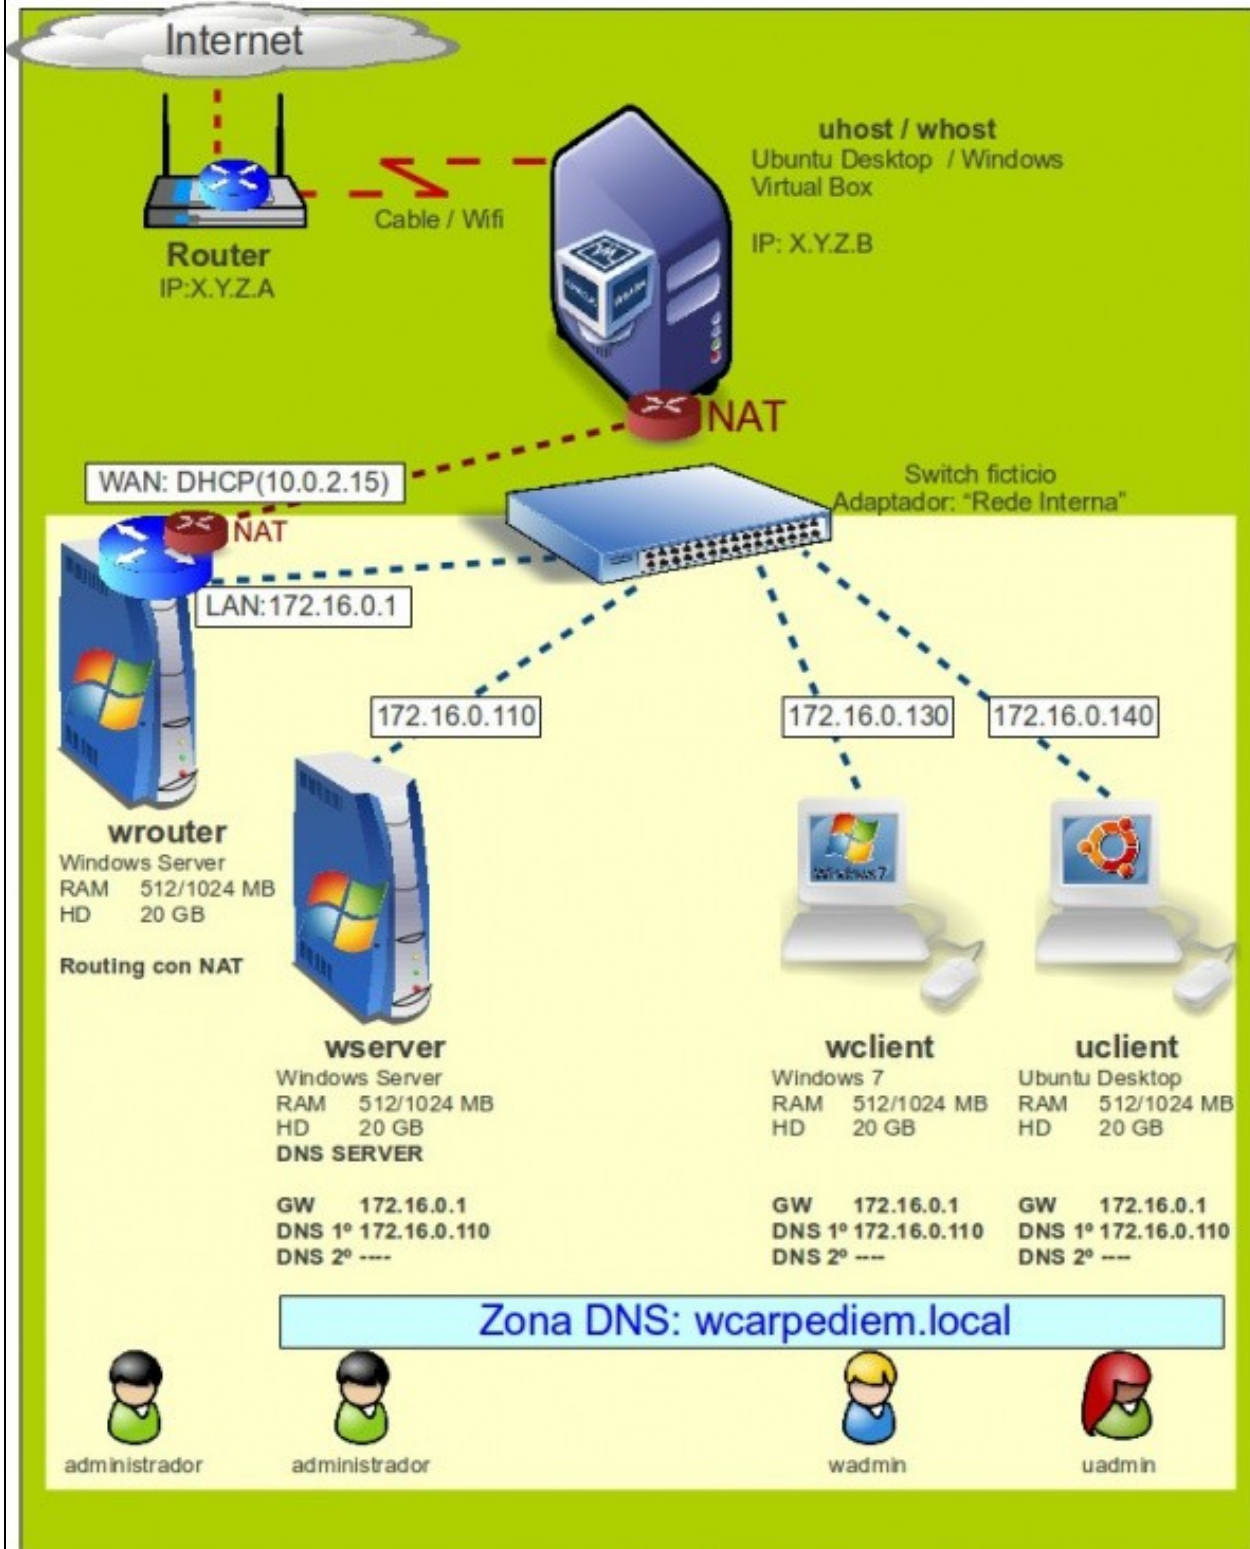 Internet
uhost / whost
Ubuntu Desktop / Windows
Virtual Box
IP: X.Y.Z.B
Cable / Wifi
Router
IP:X.Y.Z.A
NAT
WAN: DHCP(10.0.2.15)
Switch ficticio
Adaptador: “Rede Interna”
NAT
LAN:172.16.0.1
172.16.0.110
172.16.0.130
172.16.0.140
wrouter
Windows Server
RAM 512/1024 MB
HD 20 GB
Routing con NAT
Windows 7
wserver
Windows Server
RAM 512/1024 MB
HD 20 GB
DNS SERVER
GW 172.16.0.1
DNS 1º 172.16.0.110
DNS 2º ----
wclient
Windows 7
RAM 512/1024 MB
HD 20 GB
GW 172.16.0.1
DNS 1º 172.16.0.110
DNS 2º ----
uclient
Ubuntu Desktop
RAM 512/1024 MB
HD 20 GB
GW 172.16.0.1
DNS 1º 172.16.0.110
DNS 2º ----
Zona DNS: wcarpediem.local
administrador
administrador
wadmin
uadmin